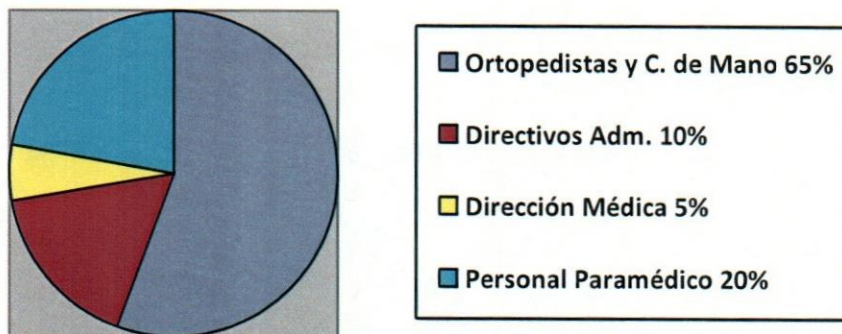 Ortopedistas y C. de Mano 65%
Directivos Adm. 10%
Dirección Médica 5%
Personal Paramédico 20%